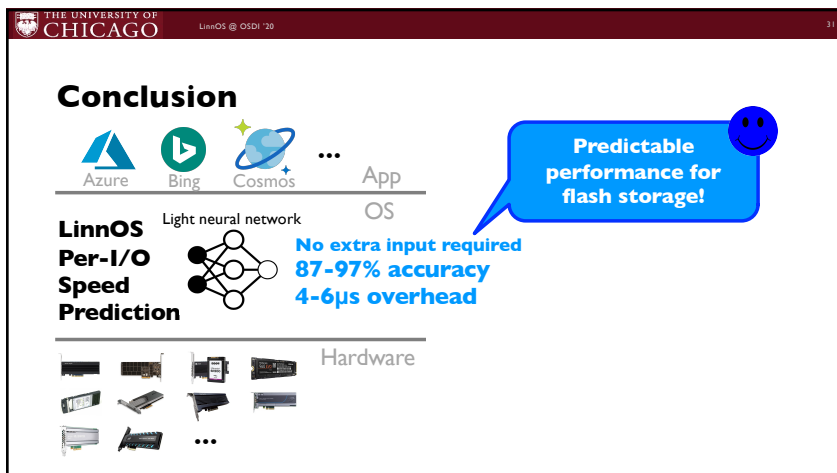 THE UNIVERSITY OF
CHICAGO
LinnOS @ OSDI '20
31
Conclusion
Azure
Bing
Cosmos
...
App
OS
Predictable
performance for
flash storage!
LinnOS
Per-I/O
Speed
Prediction
Light neural network
No extra input required
87-97% accuracy
4-6µs overhead
Hardware
...